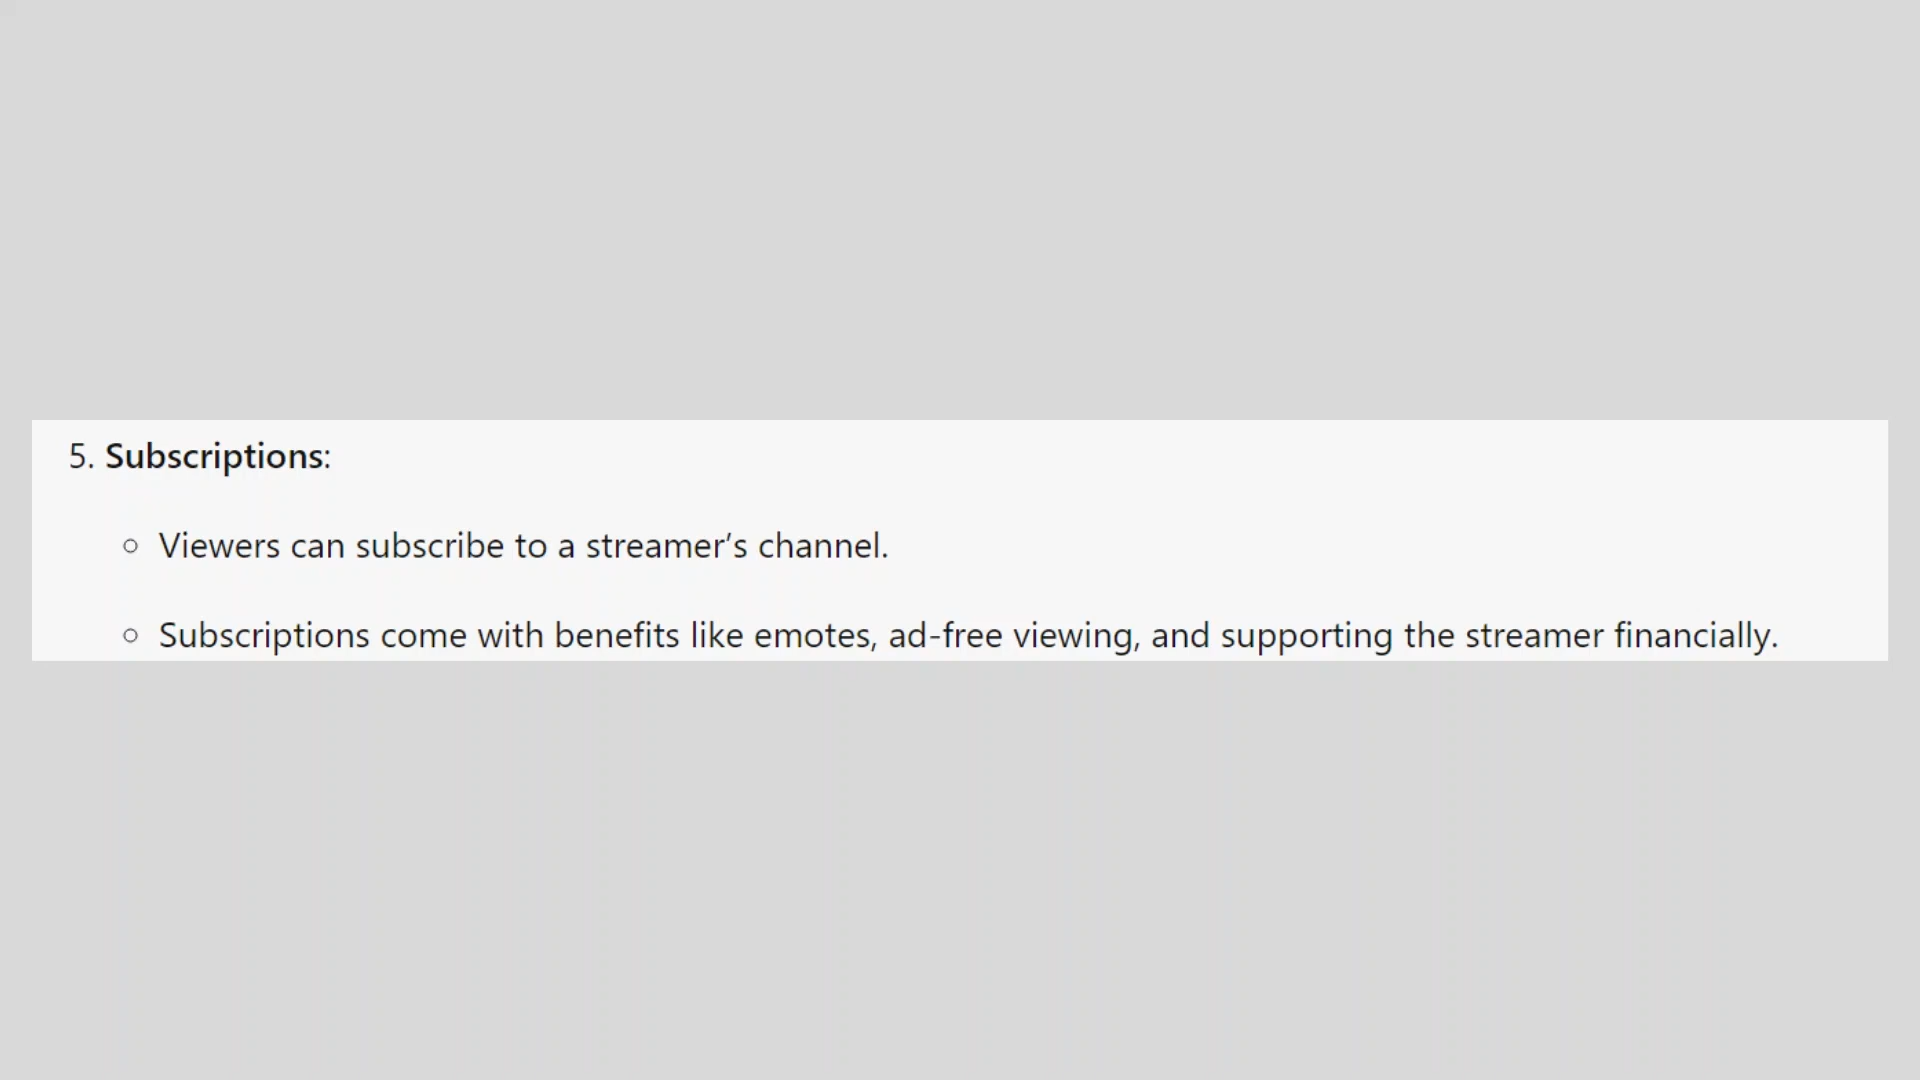 5. Subscriptions:
○ Viewers can subscribe to a streamer’s channel.
○ Subscriptions come with benefits like emotes, ad-free viewing, and supporting the streamer financially.